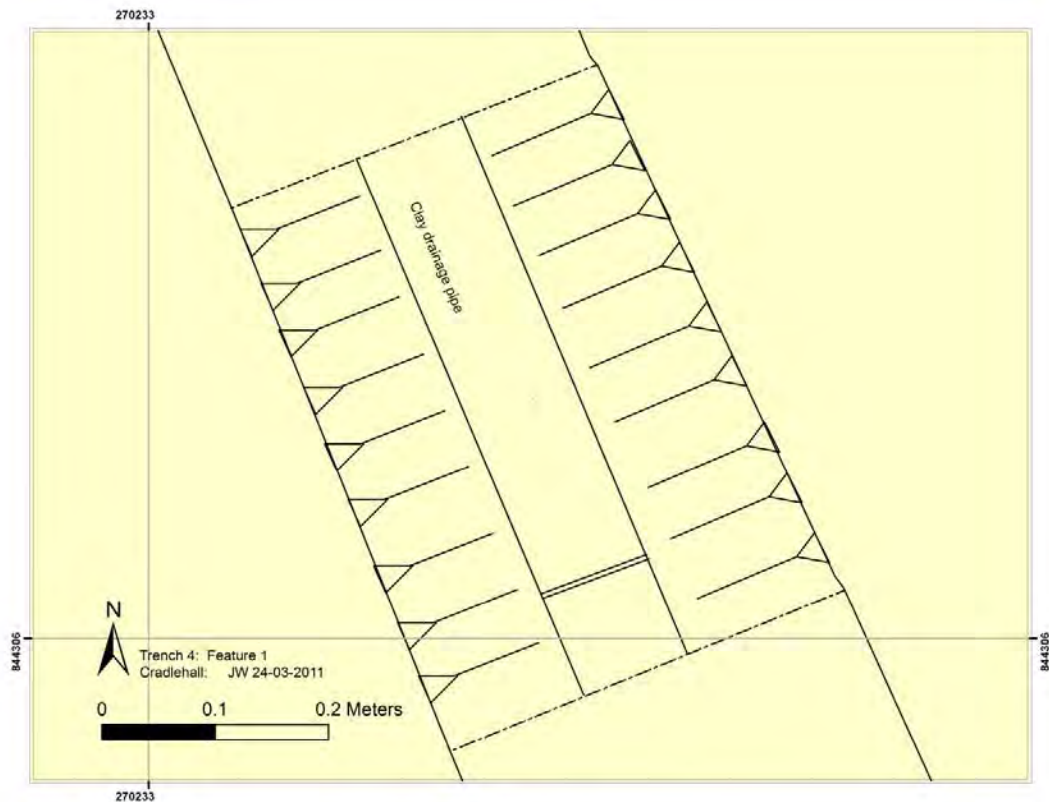 270233
Clay drainage pipe
844306
844306
N
Trench 4: Feature 1
Cradlehall: JW 24-03-2011
0 0.1 0.2 Meters
270233